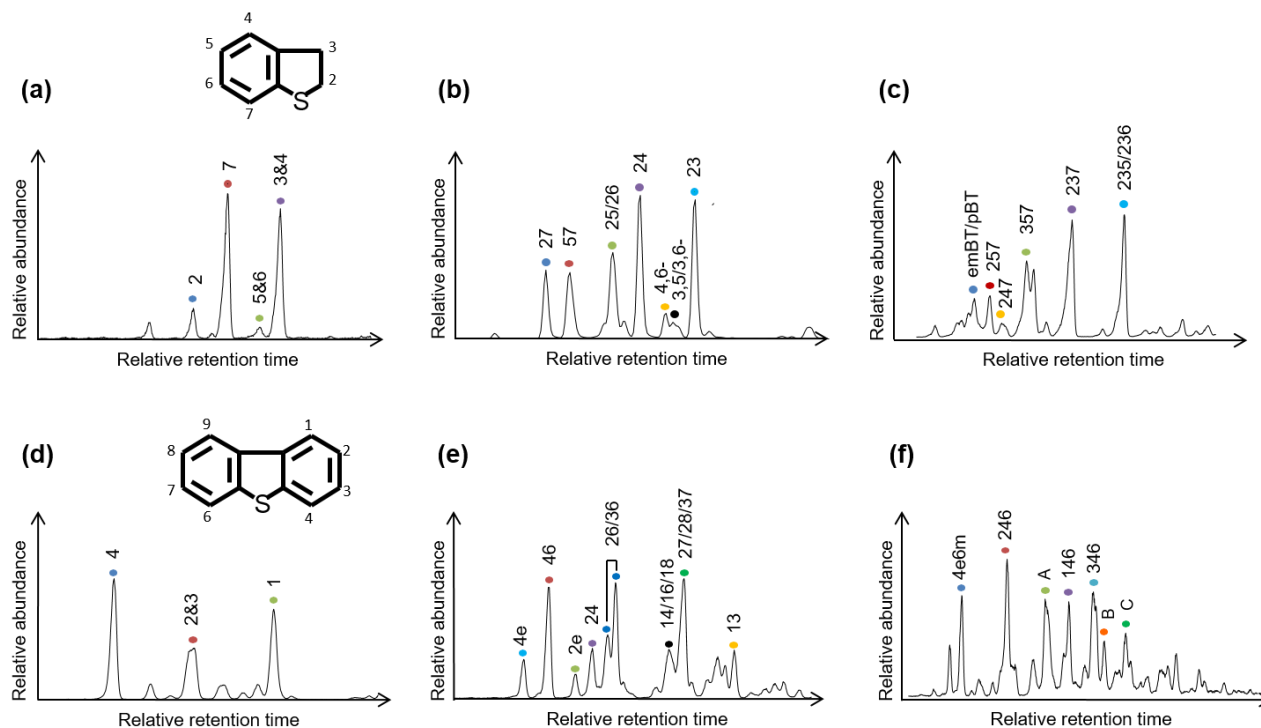 (a)
4
5
3
6
2
7
S
Relative abundance
2
7
5&6
3&4
Relative retention time
(b)
Relative abundance
27
57
25/26
24
4,6-
3,5/3,6-
23
Relative retention time
(c)
Relative abundance
emBT/pBT
257
247
357
237
235/236
Relative retention time
(d)
9
1
8
2
7
3
6
4
S
Relative abundance
4
2&3
1
Relative retention time
(e)
Relative abundance
4e
46
2e
24
26/36
14/16/18
27/28/37
13
Relative retention time
(f)
Relative abundance
4e6m
246
A
146
346
B
C
Relative retention time